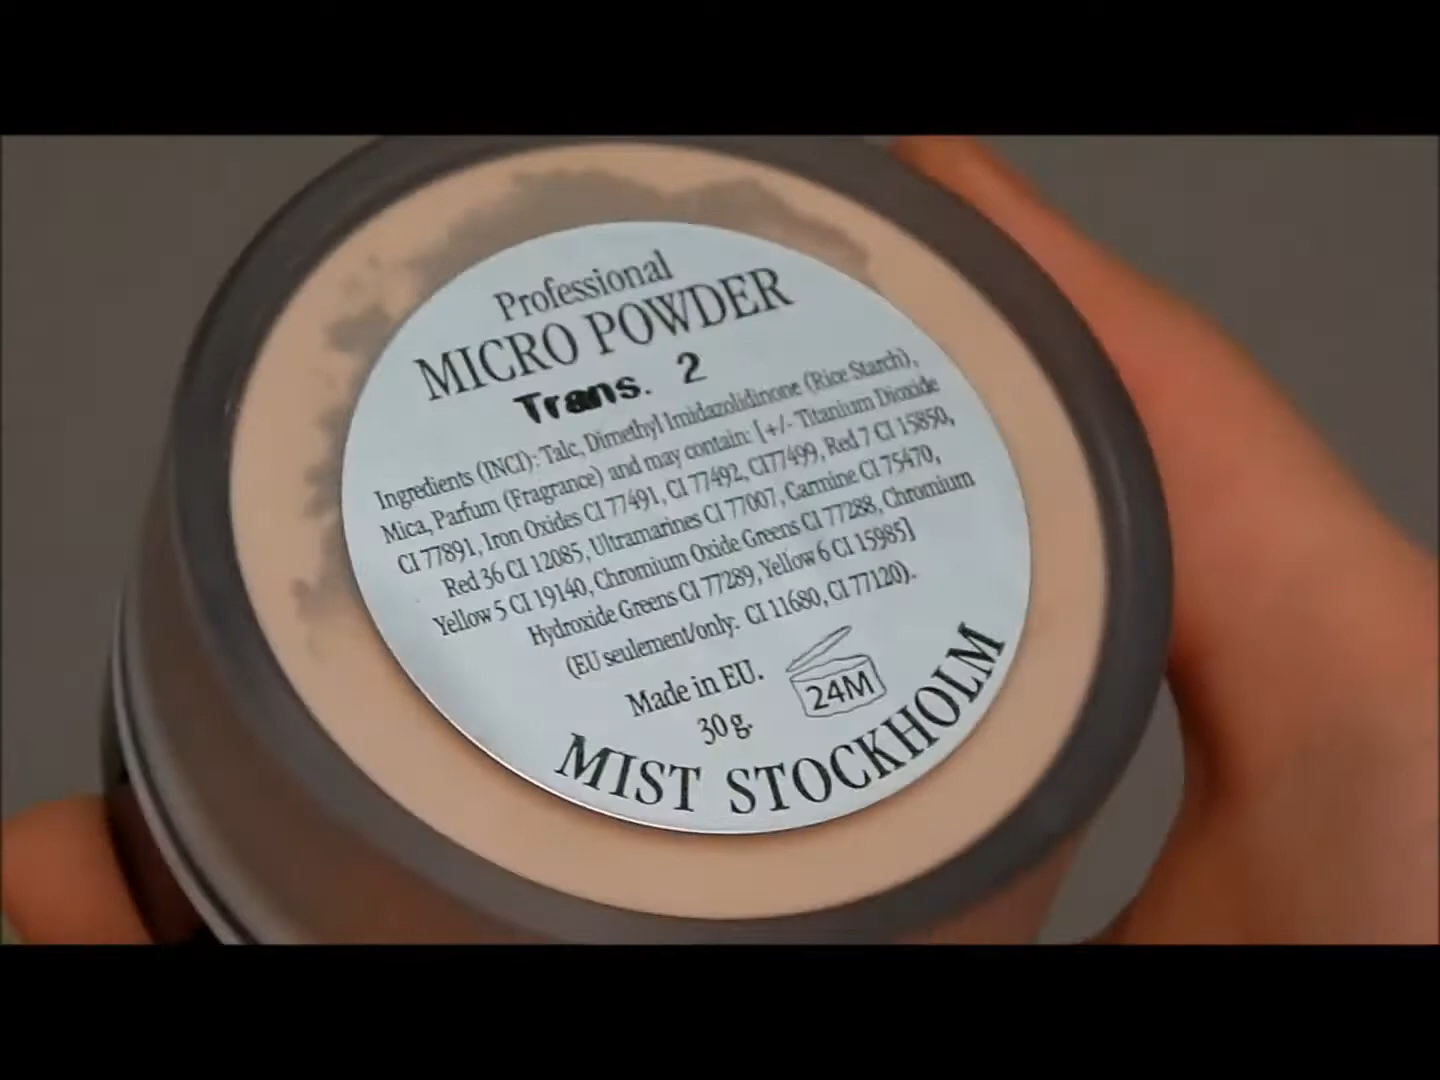 Professional
MICRO POWDER
Trans. 2
Ingredients (INCI): Talc, Dimethyl Imidazolidinone (Rice Starch),
Mica, Parfum (Fragrance) and may contain: [+/- Titanium Dioxide
CI 77891, Iron Oxides CI 77491, CI 77492, CI77499, Red 7 CI 15850,
Red 36 CI 12085, Ultramarines CI 77007, Carmine CI 75470,
Yellow 5 CI 19140, Chromium Oxide Greens CI 77288, Chromium
Hydroxide Greens CI 77289, Yellow 6 CI 15985]
(EU seulement/only: CI 11680, CI 77120).
Made in EU.
24M
30 g.
MIST STOCKHOLM